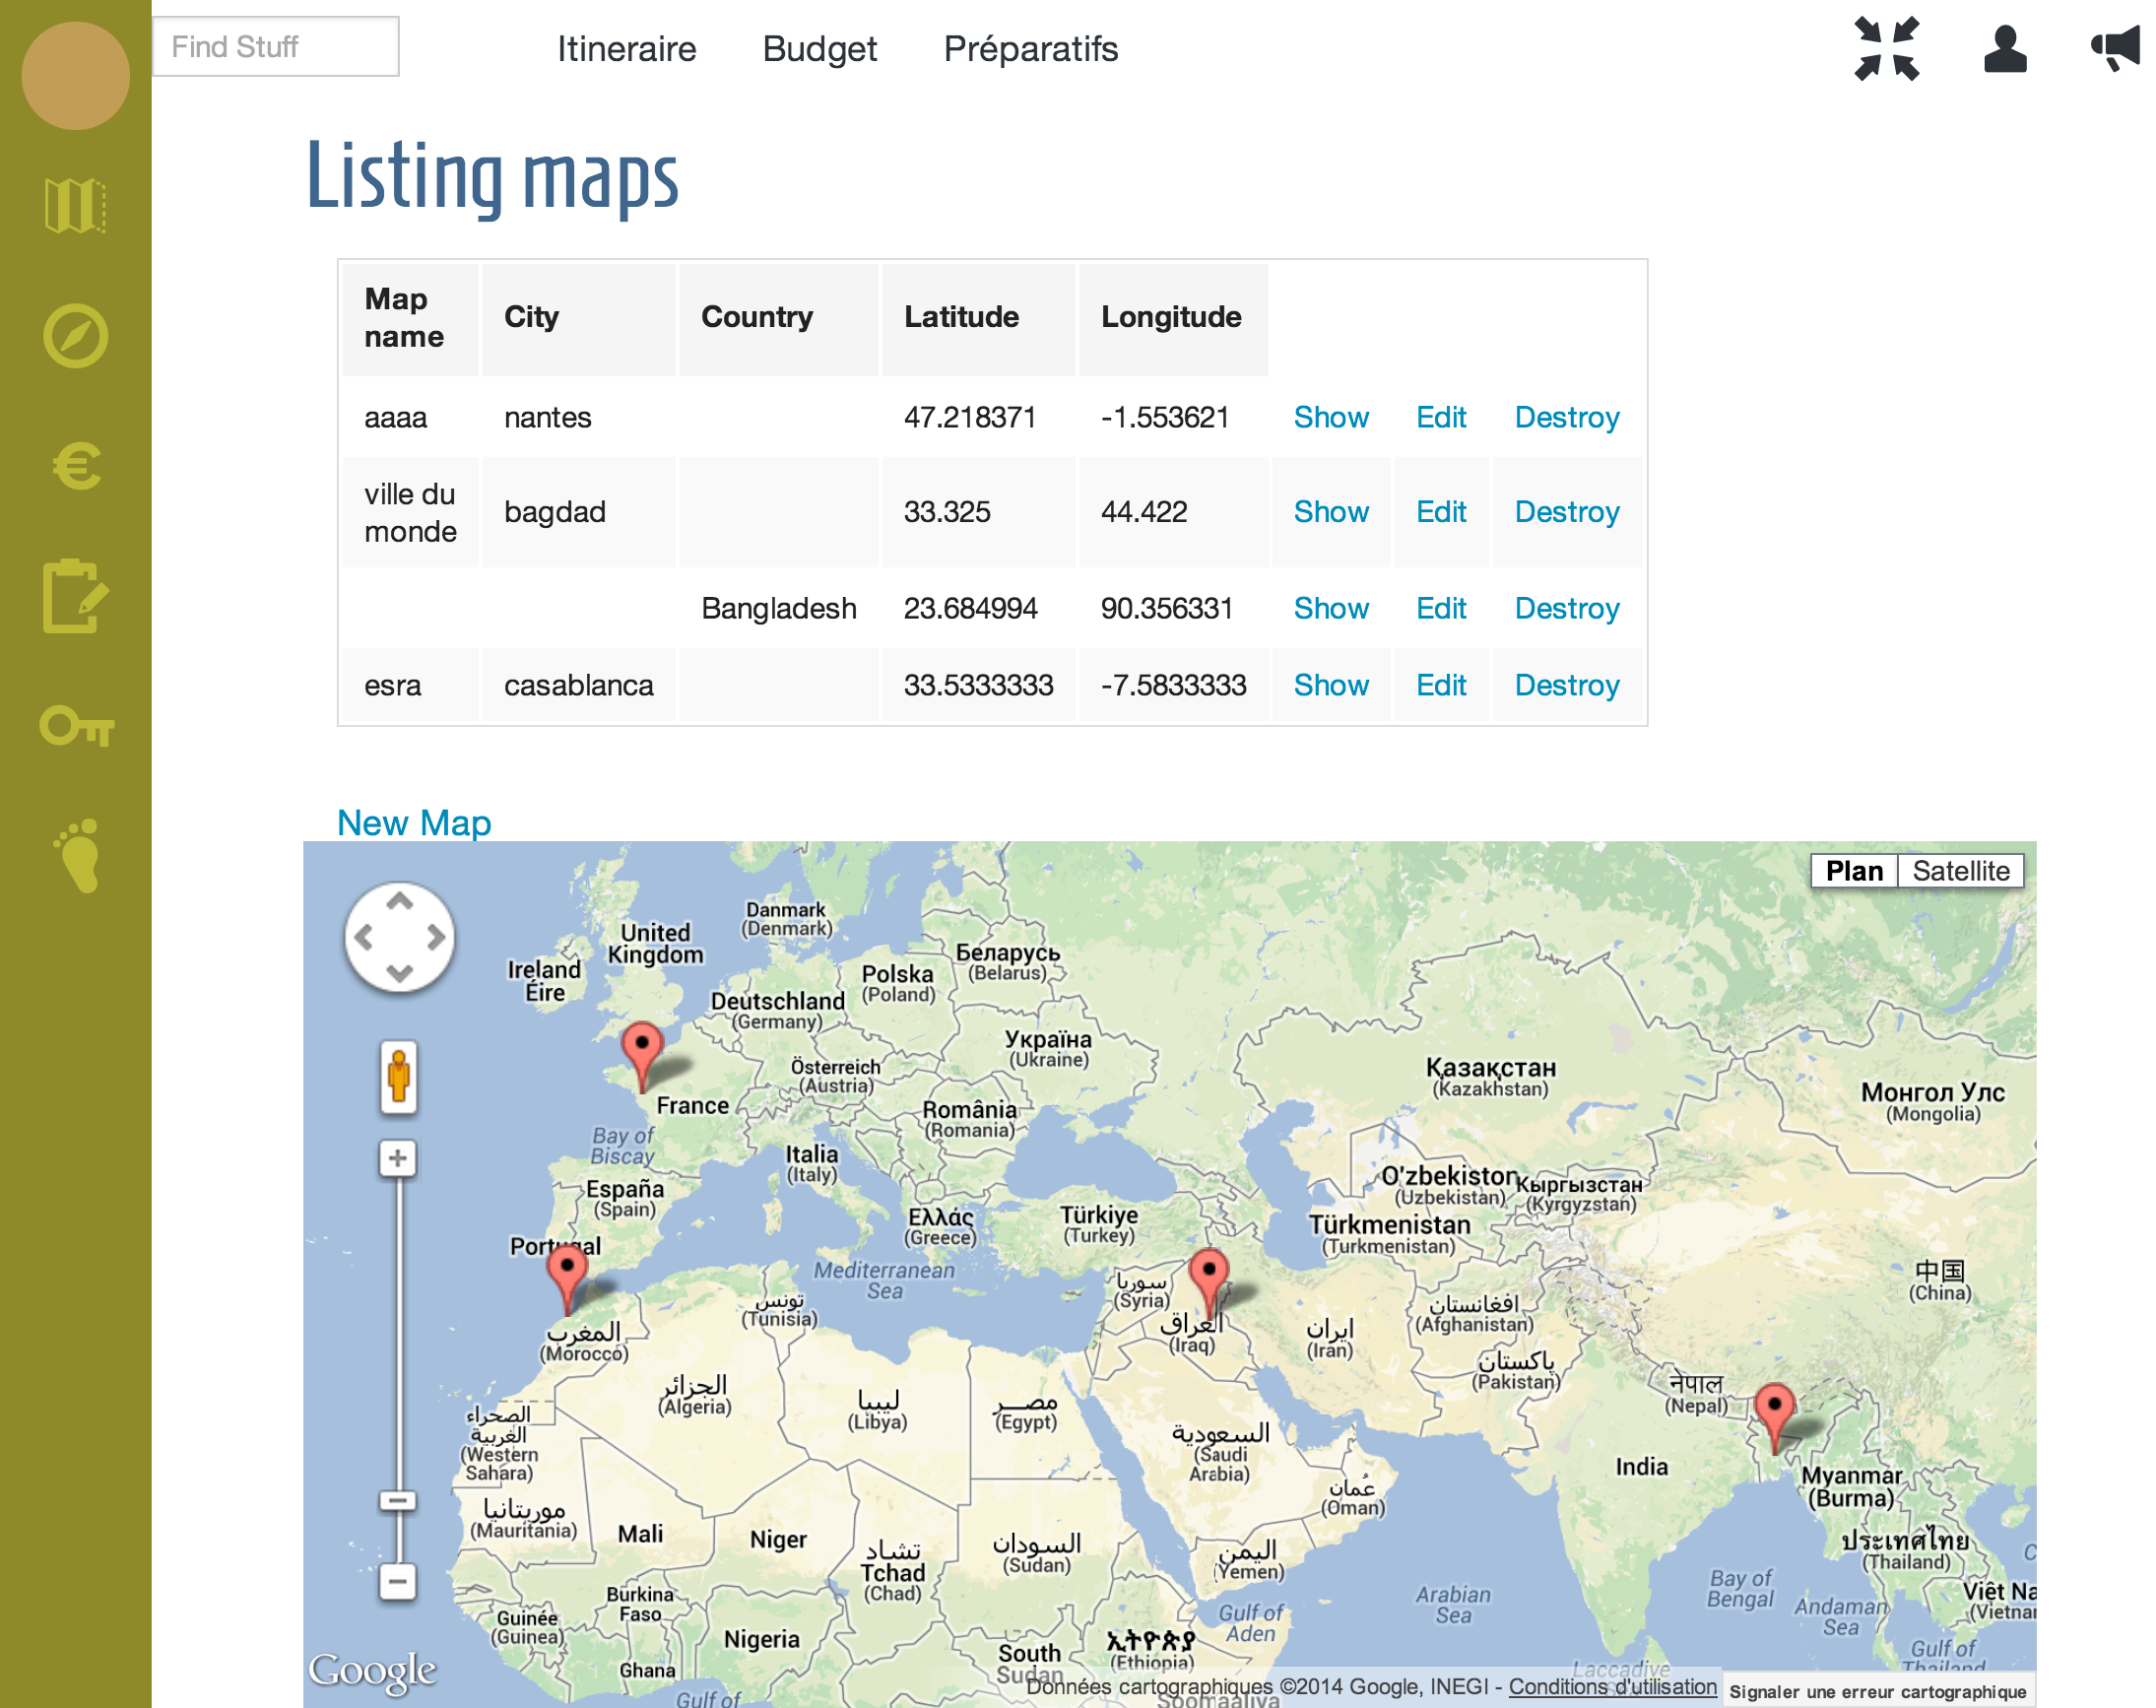 Find Stuff
Itineraire Budget Préparatifs
Listing maps
Map name City Country Latitude Longitude
aaaa nantes 47.218371 -1.553621 Show Edit Destroy
ville du monde bagdad 33.325 44.422 Show Edit Destroy
Bangladesh 23.684994 90.356331 Show Edit Destroy
esra casablanca 33.5333333 -7.5833333 Show Edit Destroy
New Map
Plan Satellite
Danmark
(Denmark)
United
Kingdom
Беларусь
(Belarus)
Ireland
Éire
Polska
(Poland)
Deutschland
(Germany)
Україна
(Ukraine)
Österreich
(Austria)
Қазақстан
(Kazakhstan)
Монгол Улс
(Mongolia)
France
România
(Romania)
Bay of
Biscay
Italia
(Italy)
España
(Spain)
O'zbekiston
(Uzbekistan)
Кыргызстан
(Kyrgyzstan)
Ελλάς
(Greece)
Türkiye
(Turkey)
Türkmenistan
(Turkmenistan)
Portugal
Mediterranean
Sea
سوريا
(Syria)
中国
(China)
تونس
(Tunisia)
العراق
(Iraq)
ایران
(Iran)
افغانستان
(Afghanistan)
المغرب
(Morocco)
پاکستان
(Pakistan)
नेपाल
(Nepal)
الجزائر
(Algeria)
ليبيا
(Libya)
مصر
(Egypt)
الصحراء
الغربية
(Western
Sahara)
السعودية
(Saudi
Arabia)
India
عُمان
(Oman)
Myanmar
(Burma)
موريتانيا
(Mauritania)
Mali
Niger
تشاد
Tchad
(Chad)
السودان
(Sudan)
اليمن
(Yemen)
ประเทศไทย
(Thailand)
Burkina
Faso
Arabian
Sea
Bay of
Bengal
Andaman
Sea
Việt Na
(Vietnar
Guinée
(Guinea)
Nigeria
Gulf of
Aden
ኢትዮጵያ
(Ethiopia)
South
Sudan
Ghana
Gulf of
Thailand
Laccadive
Gulf of
Soomaaliya
Google
Données cartographiques ©2014 Google, INEGI - Conditions d'utilisation
Signaler une erreur cartographique